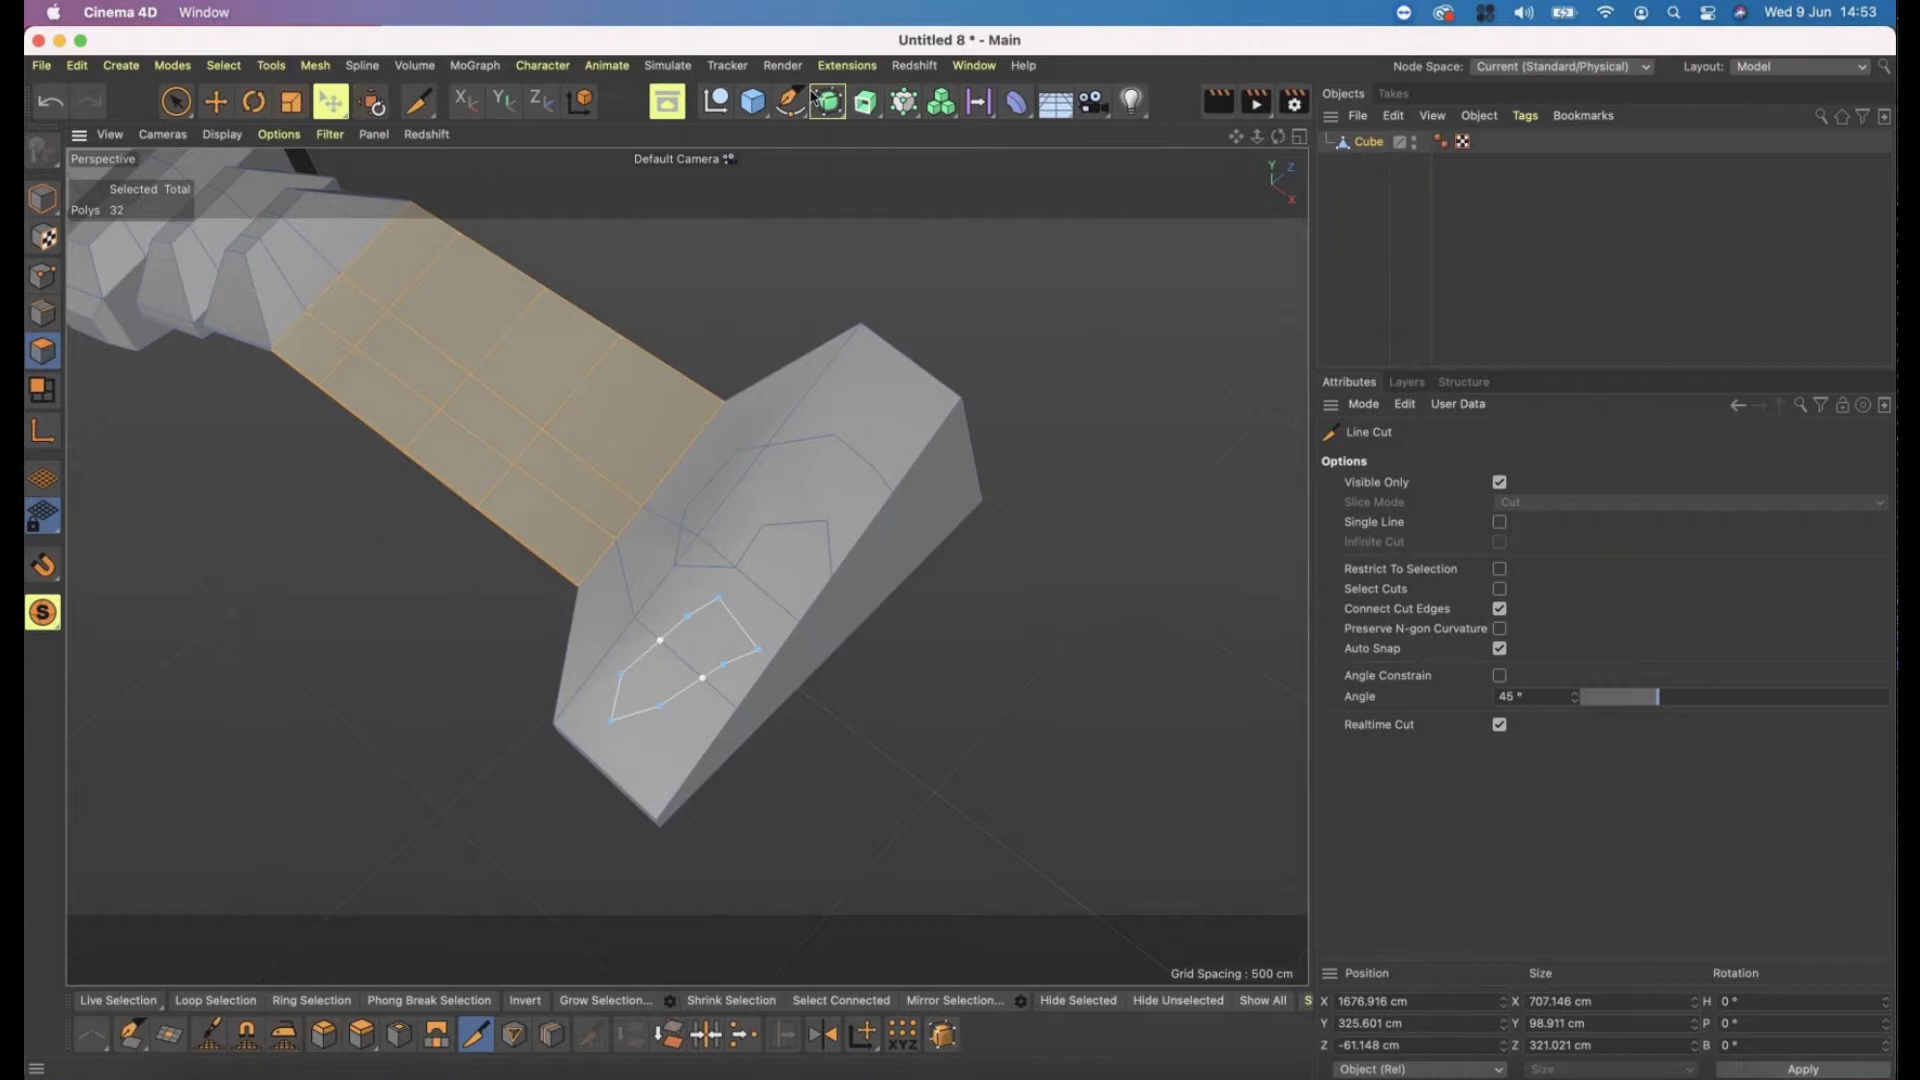 Cinema 4D Window Wed 9 Jun 14:53
Untitled 8 * - Main
File Edit Create Modes Select Tools Mesh Spline Volume MoGraph Character Animate Simulate Tracker Render Extensions Redshift Window Help Node Space: Current (Standard/Physical) Layout: Model
Objects Takes
View Cameras Display Options Filter Panel Redshift
File Edit View Object Tags Bookmarks
Cube
Perspective Default Camera
Selected Total
Polys 32
Y Z X
Attributes Layers Structure
Mode Edit User Data
Line Cut
Options
Visible Only
Slice Mode Cut
Single Line
Infinite Cut
Restrict To Selection
Select Cuts
Connect Cut Edges
Preserve N-gon Curvature
Auto Snap
Angle Constrain
Angle 45 °
Realtime Cut
Grid Spacing : 500 cm
Live Selection Loop Selection Ring Selection Phong Break Selection Invert Grow Selection... Shrink Selection Select Connected Mirror Selection... Hide Selected Hide Unselected Show All S
XYZ
Position Size Rotation
X 1676.916 cm X 707.146 cm H 0 °
Y 325.601 cm Y 98.911 cm P 0 °
Z -61.148 cm Z 321.021 cm B 0 °
Object (Rel) Size Apply